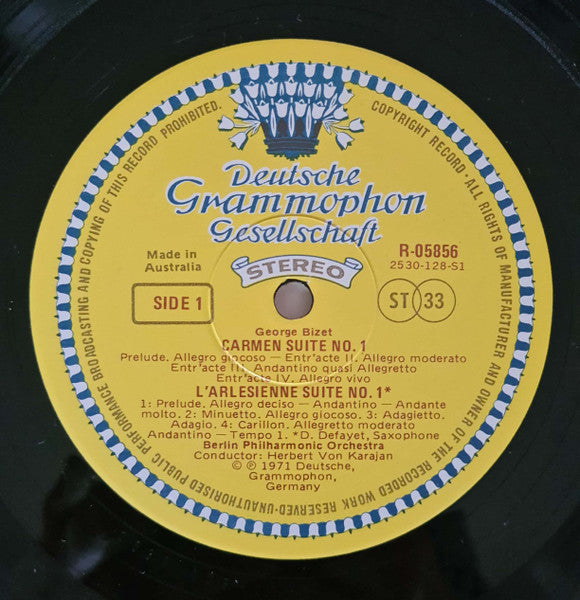 COPYRIGHT RECORD · ALL RIGHTS OF MANUFACTURER AND OWNER OF THE RECORDED WORK RESERVED·UNAUTHORISED PUBLIC PERFORMANCE BROADCASTING AND COPYING OF THIS RECORD PROHIBITED.
Deutsche
Grammophon
Gesellschaft
Made in
Australia
STEREO
R-05856
2530-128-S1
SIDE 1
ST 33
George Bizet
CARMEN SUITE NO. 1
Prelude. Allegro giocoso — Entr'acte II. Allegro moderato
Entr'acte III. Andantino quasi Allegretto
Entr'acte IV. Allegro vivo
L'ARLESIENNE SUITE NO. 1*
1: Prelude. Allegro deciso — Andantino — Andante
molto. 2: Minuetto. Allegro giocoso. 3: Adagietto.
Adagio. 4: Carillon. Allegretto moderato
Andantino — Tempo 1. *D. Defayet, Saxophone
Berlin Philharmonic Orchestra
Conductor: Herbert Von Karajan
© ℗ 1971 Deutsche,
Grammophon,
Germany